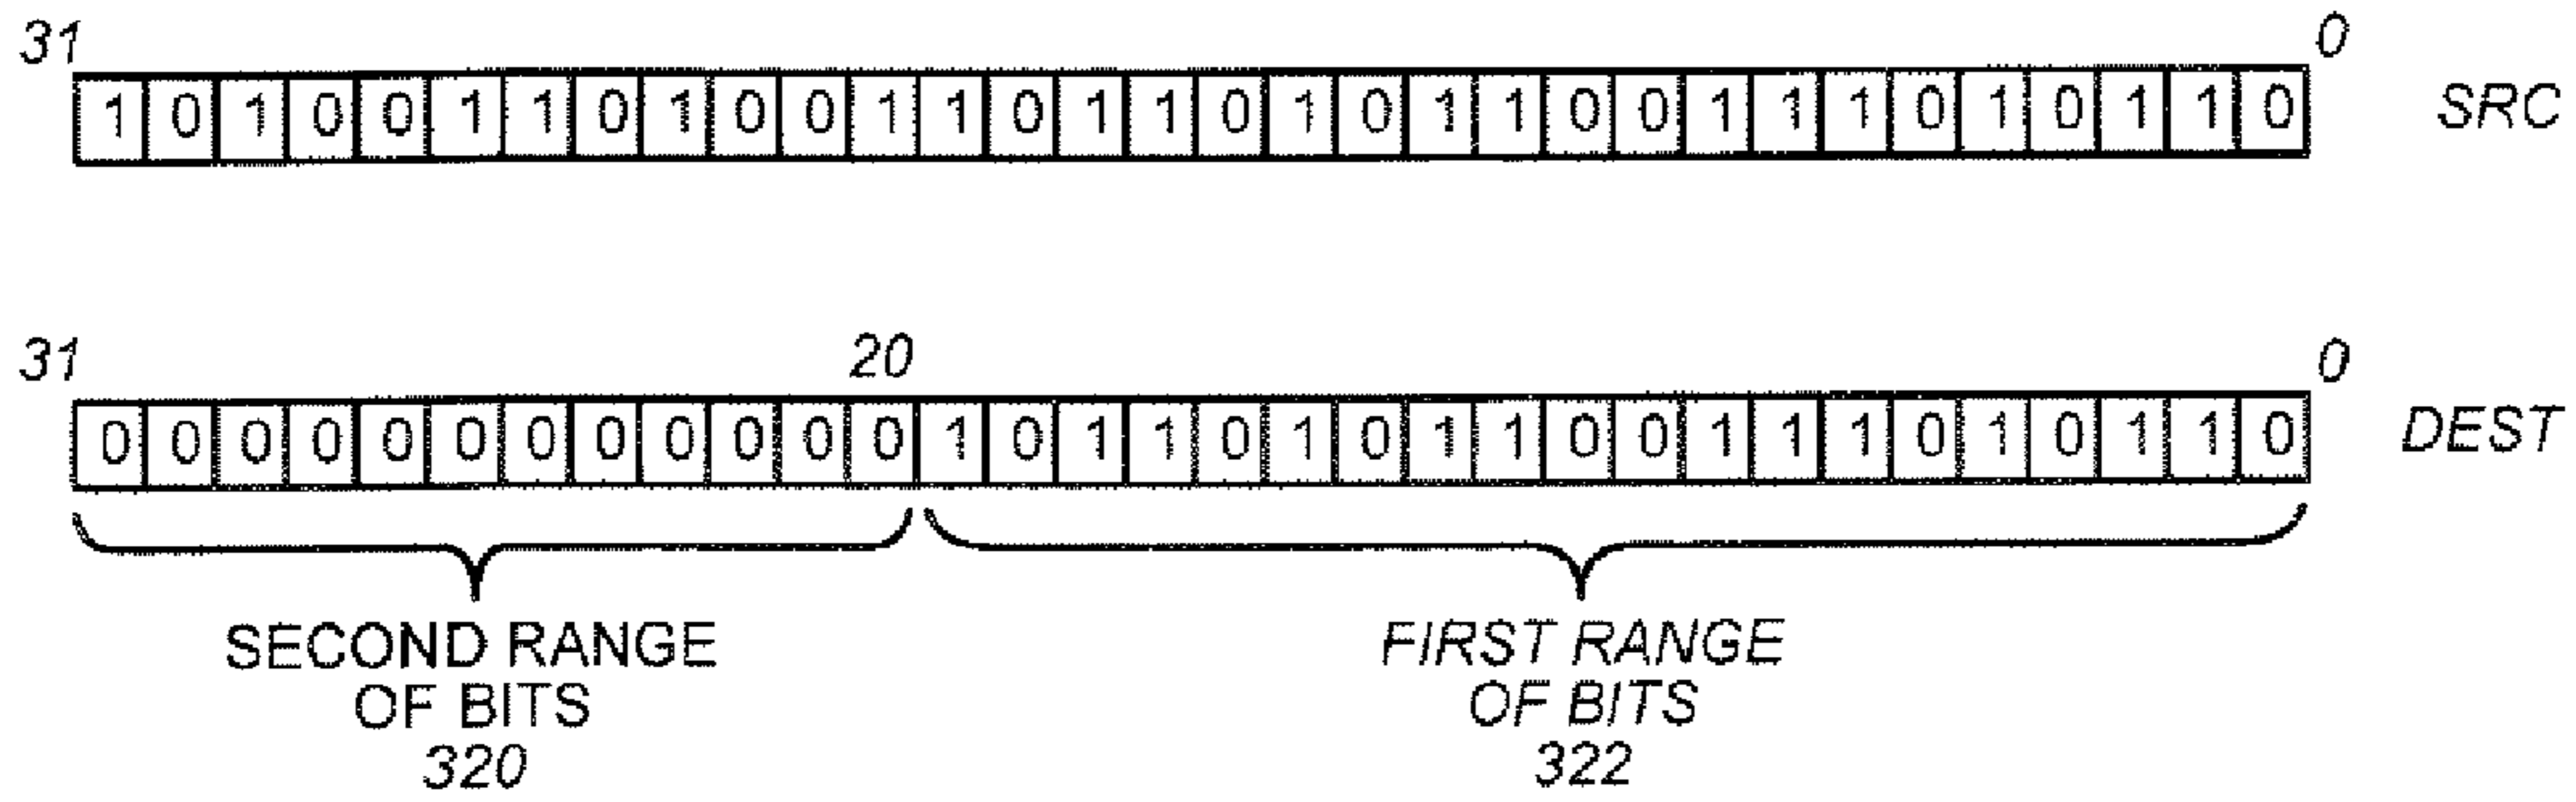 31 0
1 0 1 0 0 1 1 0 1 0 0 1 1 0 1 1 0 1 0 1 1 0 0 1 1 1 0 1 0 1 1 0 SRC
31 20 0
0 0 0 0 0 0 0 0 0 0 0 0 1 0 1 1 0 1 0 1 1 0 0 1 1 1 0 1 0 1 1 0 DEST
SECOND RANGE FIRST RANGE
OF BITS OF BITS
320 322